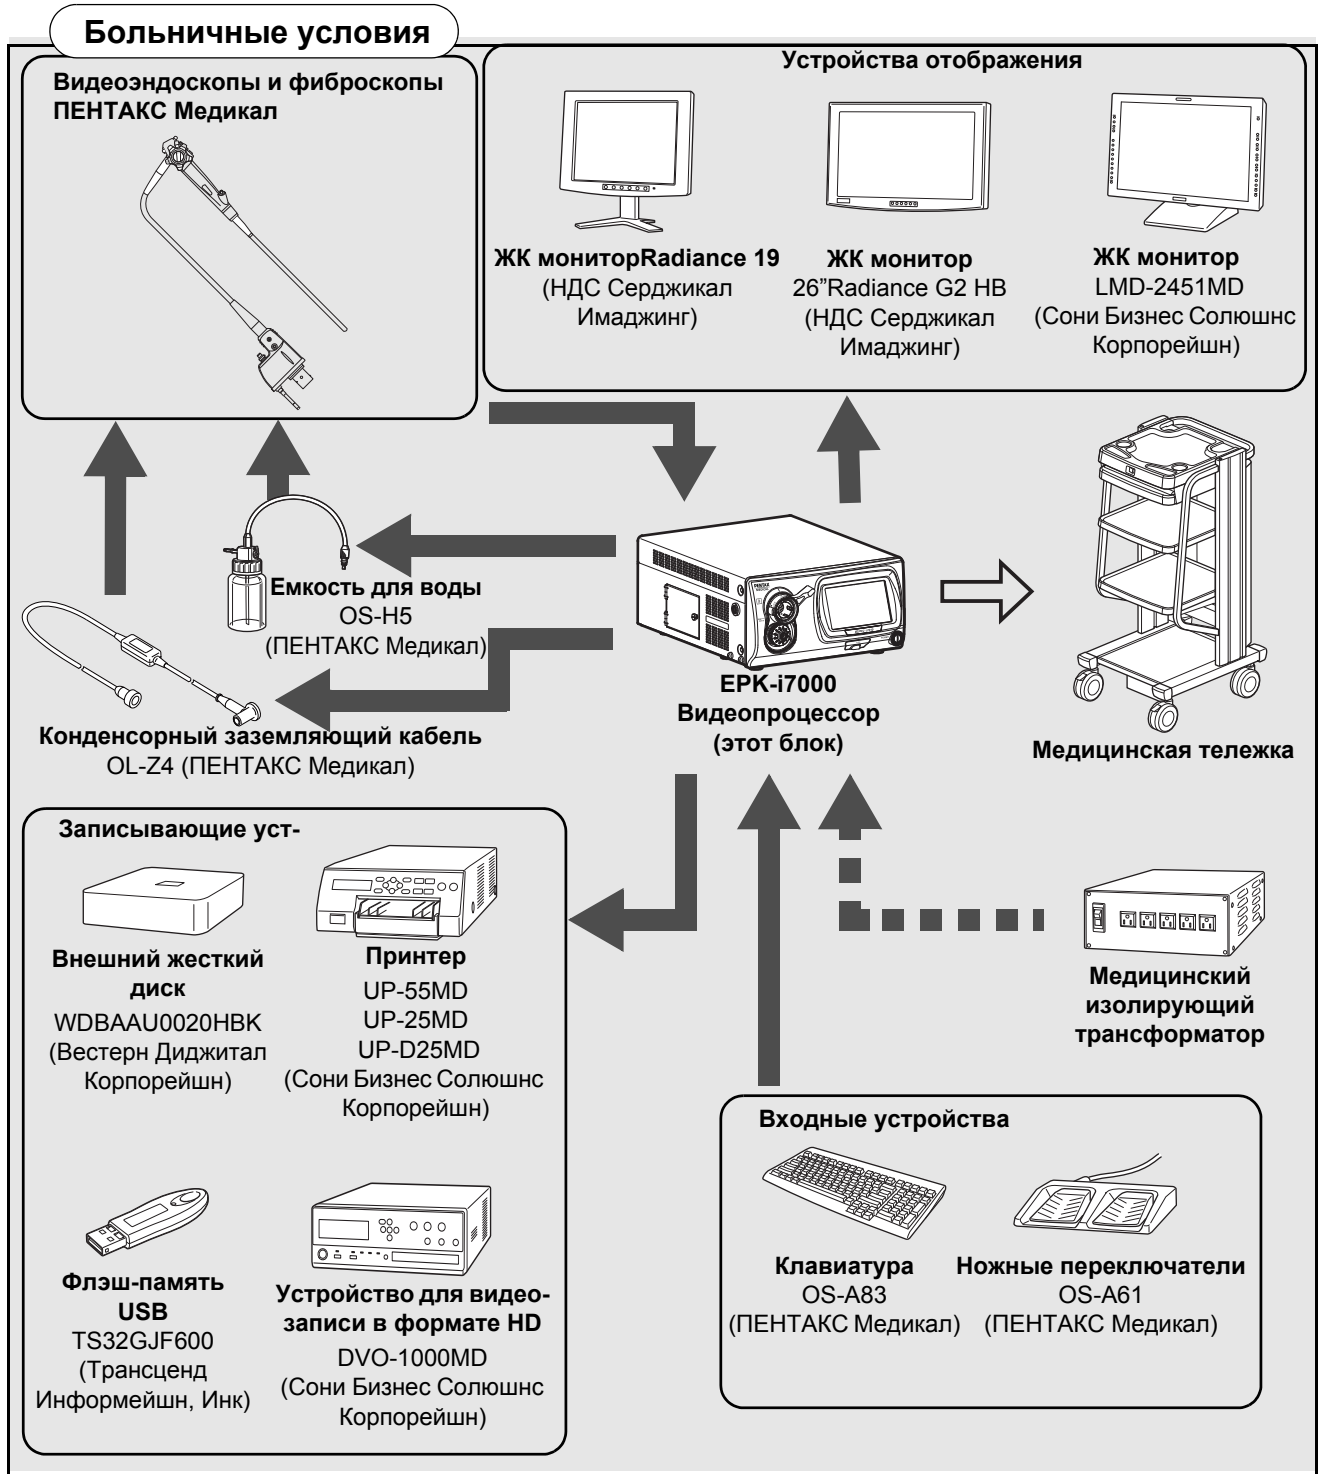 Больничные условия
Видеоэндоскопы и фиброскопы
ПЕНТАКС Медикал
Устройства отображения
ЖК мониторRadiance 19
(НДС Серджикал
Имаджинг)
ЖК монитор
26”Radiance G2 HB
(НДС Серджикал
Имаджинг)
ЖК монитор
LMD-2451MD
(Сони Бизнес Солюшнс
Корпорейшн)
Емкость для воды
OS-H5
(ПЕНТАКС Медикал)
Конденсорный заземляющий кабель
OL-Z4 (ПЕНТАКС Медикал)
PENTAX
EPK-i7000
Видеопроцессор
(этот блок)
Медицинская тележка
Записывающие уст-
Внешний жесткий
диск
WDBAAU0020HBK
(Вестерн Диджитал
Корпорейшн)
Принтер
UP-55MD
UP-25MD
UP-D25MD
(Сони Бизнес Солюшнс
Корпорейшн)
Медицинский
изолирующий
трансформатор
Флэш-память
USB
TS32GJF600
(Трансценд
Информейшн, Инк)
Устройство для видео-
записи в формате HD
DVO-1000MD
(Сони Бизнес Солюшнс
Корпорейшн)
Входные устройства
Клавиатура
OS-A83
(ПЕНТАКС Медикал)
Ножные переключатели
OS-A61
(ПЕНТАКС Медикал)